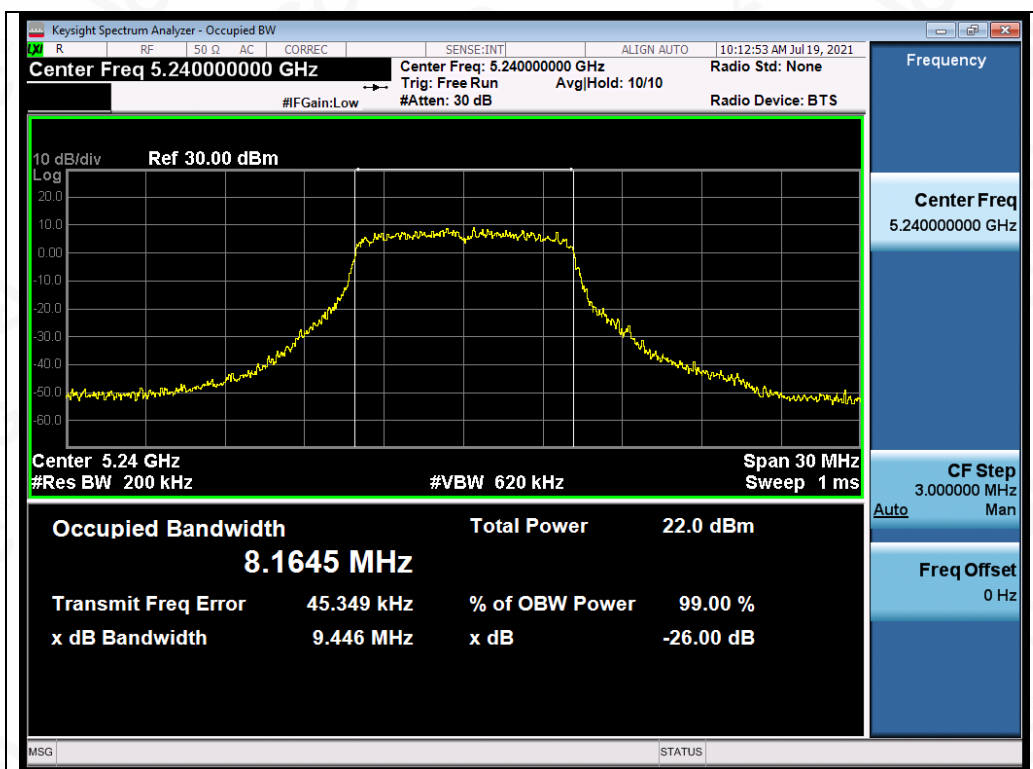 Keysight Spectrum Analyzer - Occupied BW
LXI R RF 50 Ω AC CORREC SENSE:INT ALIGN AUTO 10:12:53 AM Jul 19, 2021
Center Freq 5.240000000 GHz Center Freq: 5.240000000 GHz Radio Std: None
Trig: Free Run Avg|Hold: 10/10
#IFGain:Low #Atten: 30 dB Radio Device: BTS
10 dB/div Ref 30.00 dBm
Log
20.0
10.0
0.00
-10.0
-20.0
-30.0
-40.0
-50.0
-60.0
Center 5.24 GHz Span 30 MHz
#Res BW 200 kHz #VBW 620 kHz Sweep 1 ms
Occupied Bandwidth Total Power 22.0 dBm
8.1645 MHz
Transmit Freq Error 45.349 kHz % of OBW Power 99.00 %
x dB Bandwidth 9.446 MHz x dB -26.00 dB
MSG STATUS
Frequency
Center Freq
5.240000000 GHz
CF Step
3.000000 MHz
Auto Man
Freq Offset
0 Hz